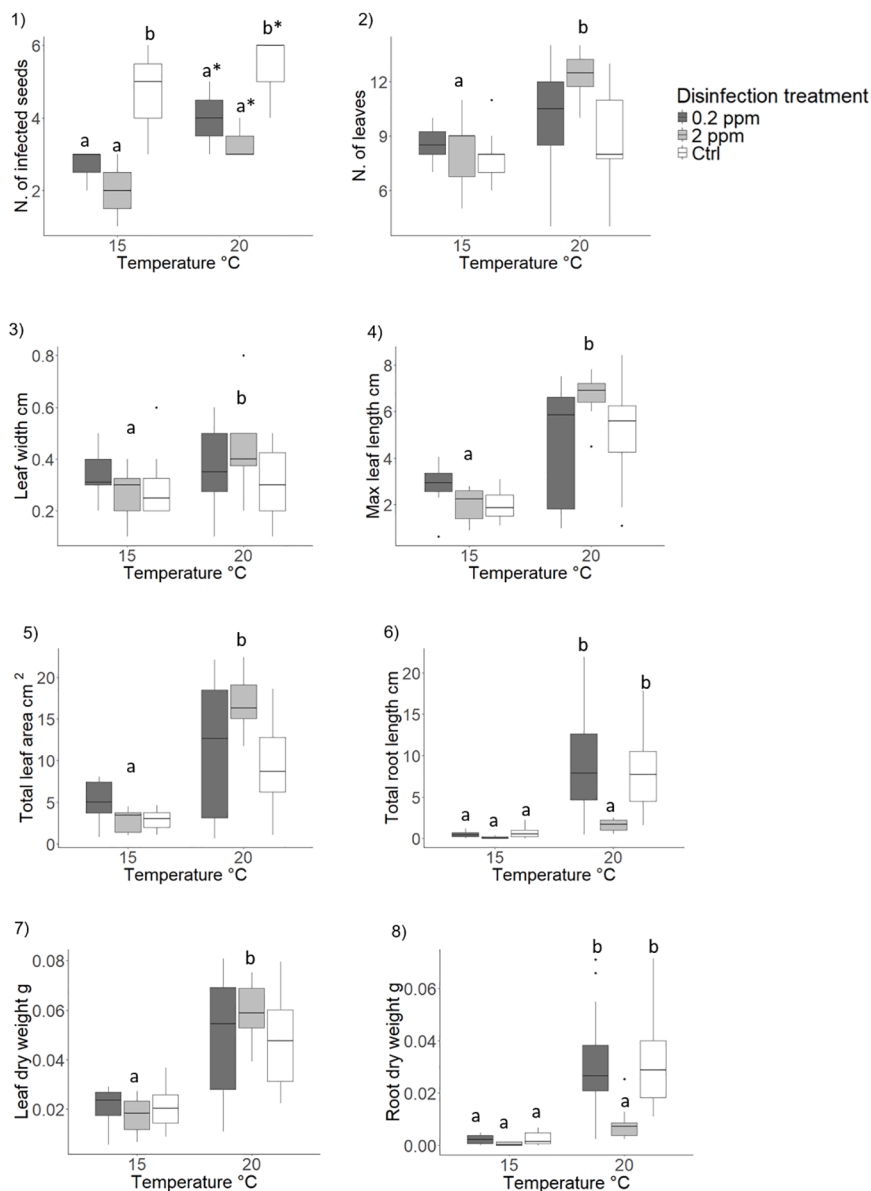 1)
N. of infected seeds
6
4
2
a
a
b
a*
a*
b*
15
20
Temperature °C
2)
N. of leaves
12
9
6
a
b
15
20
Temperature °C
Disinfection treatment
0.2 ppm
2 ppm
Ctrl
3)
Leaf width cm
0.8
0.6
0.4
0.2
a
b
15
20
Temperature °C
4)
Max leaf length cm
8
6
4
2
a
b
15
20
Temperature °C
5)
Total leaf area cm 2
20
15
10
5
0
a
b
15
20
Temperature °C
6)
Total root length cm
20
15
10
5
0
a
a
a
b
a
b
15
20
Temperature °C
7)
Leaf dry weight g
0.08
0.06
0.04
0.02
a
b
15
20
Temperature °C
8)
Root dry weight g
0.06
0.04
0.02
0.00
a
a
a
b
a
b
15
20
Temperature °C